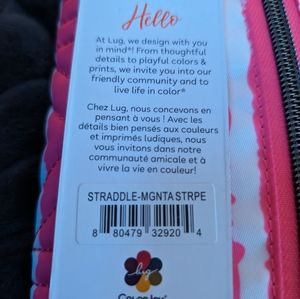 Hello
At Lug, we design with you
in mind®! From thoughtful
details to playful colors &
prints, we invite you into our
friendly community and to
live life in color®
Chez Lug, nous concevons en
pensant à vous ! Avec les
détails bien pensés aux couleurs
et imprimés ludiques, nous
vous invitons dans notre
communauté amicale et à
vivre la vie en couleur!
STRADDLE-MGNTA STRPE
8 80479 32920 4
Lug